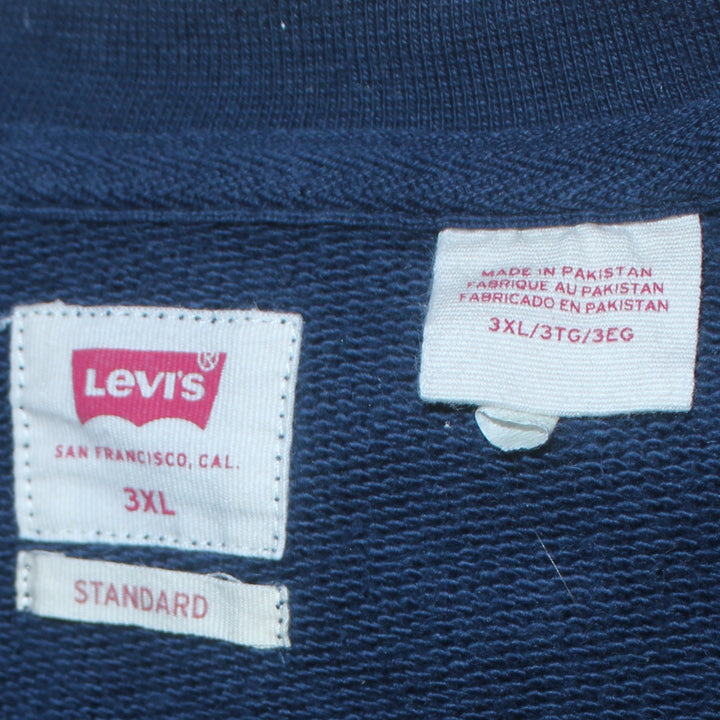 LEVI'S®
SAN FRANCISCO, CAL.
3XL
STANDARD
MADE IN PAKISTAN
FABRIQUE AU PAKISTAN
FABRICADO EN PAKISTAN
3XL/3TG/3EG